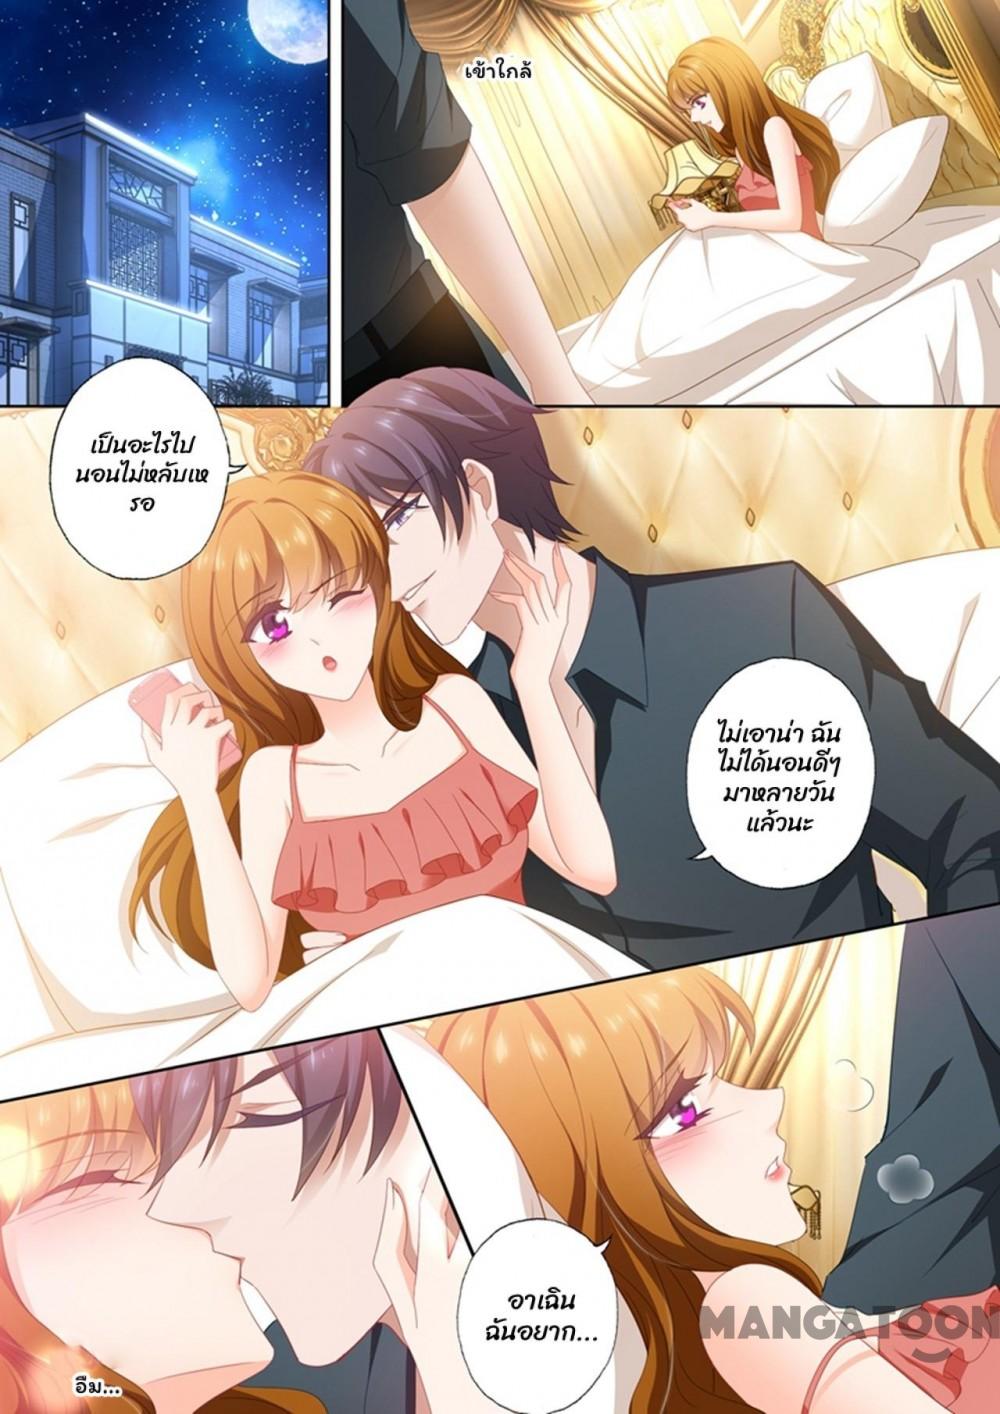 เข้าใกล้
เป็นอะไรไป
นอนไม่หลับเห
รอ
ไม่เอาน่า ฉัน
ไม่ได้นอนดีๆ
มาหลายวัน
แล้วนะ
อาเฉิน
ฉันอยาก...
อืม...
MANGATOON